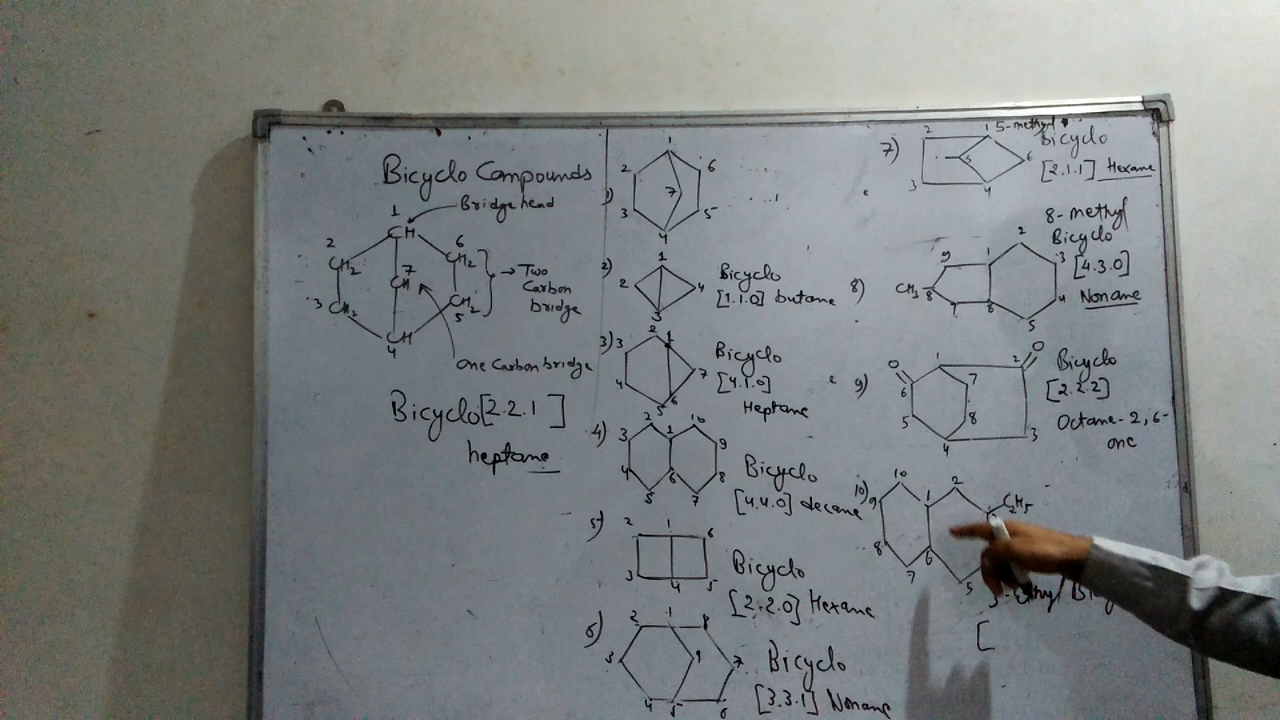 Bicyclo Compounds
1
Bridge head
CH
2
6
CH2
7
CH2
CH
Two
Carbon
bridge
3
CH2
CH2
5
CH
4
One Carbon bridge
Bicyclo[2.2.1]
heptane
1)
1
2
6
7
3
5
4
2)
1
2
4
3
Bicyclo
[1.1.0] butane
3)
2
1
3
7
4
5
6
Bicyclo
[4.1.0]
Heptane
4)
2
1
10
3
9
4
6
8
5
7
Bicyclo
[4.4.0] decane
5)
2
1
6
3
4
5
Bicyclo
[2.2.0] Hexane
6)
2
1
8
3
9
7
4
5
6
Bicyclo
[3.3.1] Nonane
7)
2
1
5
6
3
4
5-methyl
Bicyclo
[2.1.1] Hexane
8)
9
1
2
3
CH3
8
7
6
4
5
8-methyl
Bicyclo
[4.3.0]
Nonane
9)
O
1
2
O
6
7
5
8
4
3
Bicyclo
[2.2.2]
Octane-2,6-
one
10)
10
1
2
9
C2H5
8
6
7
5
[